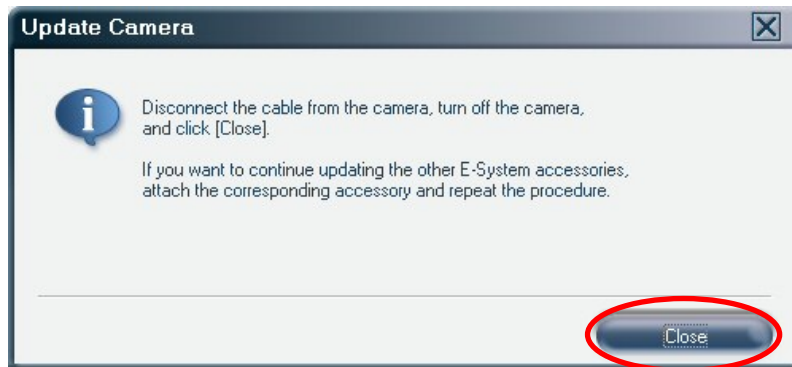 Update Camera
Disconnect the cable from the camera, turn off the camera,
and click [Close].
If you want to continue updating the other E-System accessories,
attach the corresponding accessory and repeat the procedure.
Close